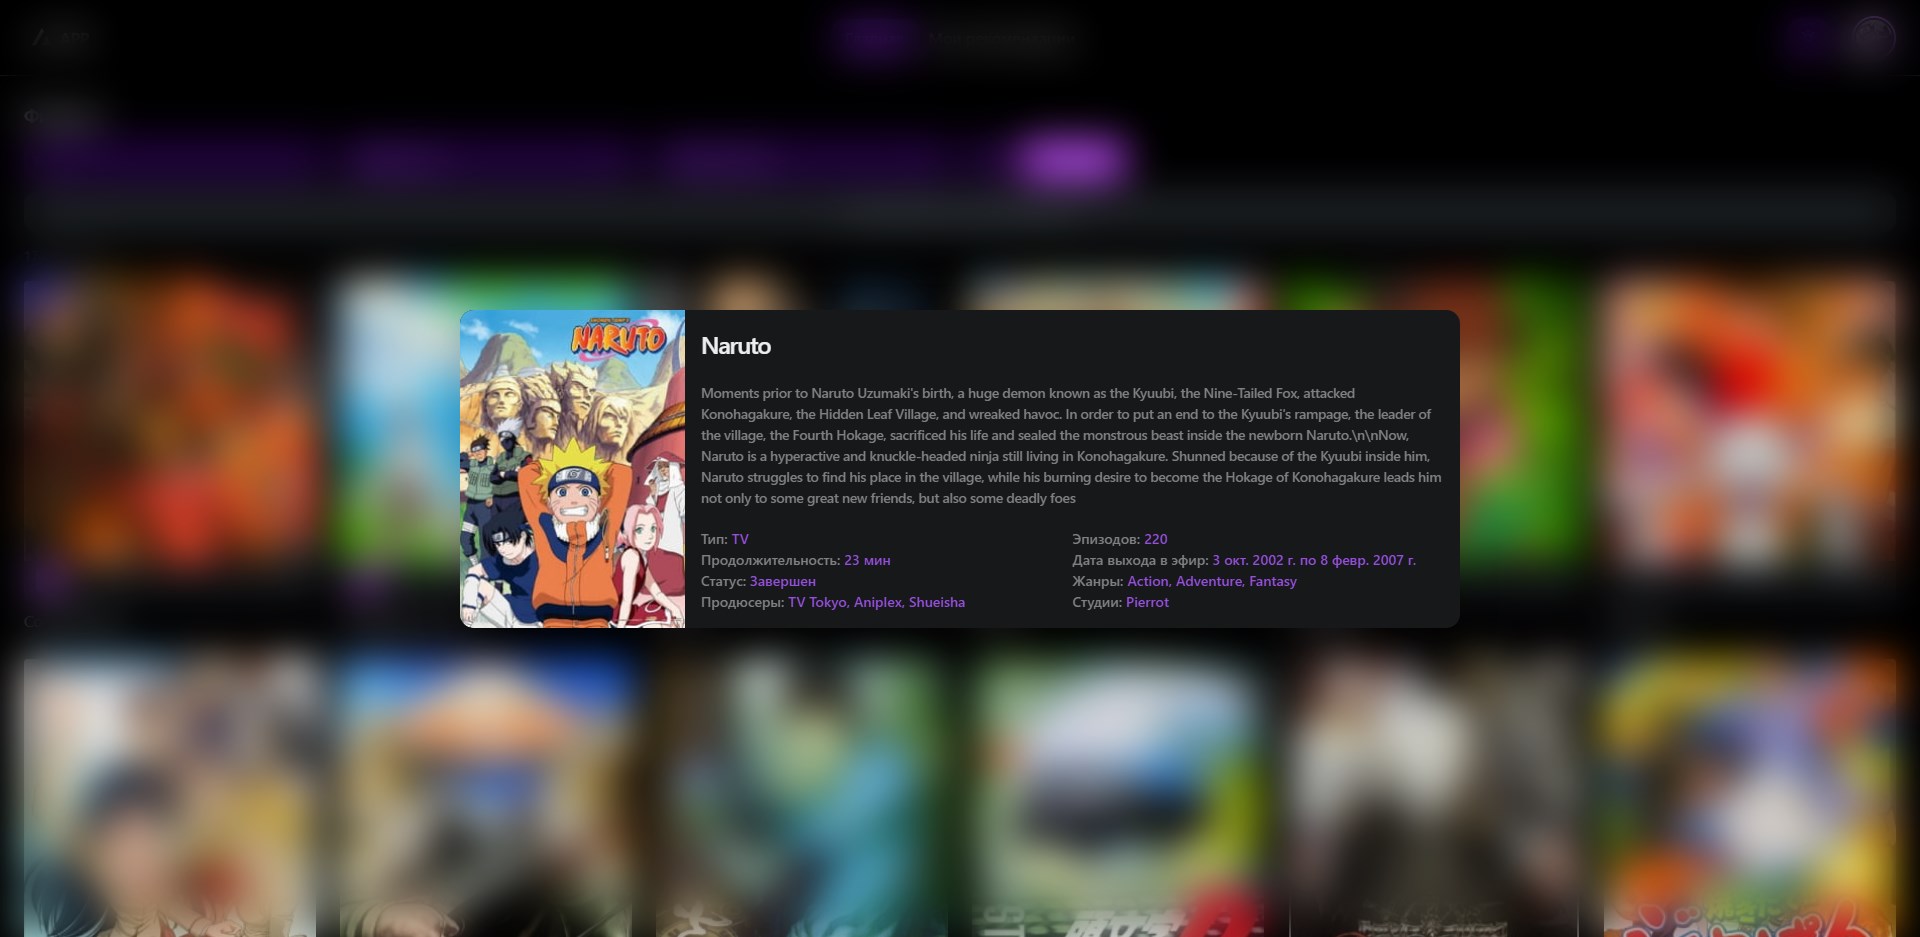 NARUTO
Naruto
Moments prior to Naruto Uzumaki's birth, a huge demon known as the Kyuubi, the Nine-Tailed Fox, attacked
Konohagakure, the Hidden Leaf Village, and wreaked havoc. In order to put an end to the Kyuubi's rampage, the leader of
the village, the Fourth Hokage, sacrificed his life and sealed the monstrous beast inside the newborn Naruto.\n\nNow,
Naruto is a hyperactive and knuckle-headed ninja still living in Konohagakure. Shunned because of the Kyuubi inside him,
Naruto struggles to find his place in the village, while his burning desire to become the Hokage of Konohagakure leads him
not only to some great new friends, but also some deadly foes
Тип: TV
Продолжительность: 23 мин
Статус: Завершен
Продюсеры: TV Tokyo, Aniplex, Shueisha
Эпизодов: 220
Дата выхода в эфир: 3 окт. 2002 г. по 8 февр. 2007 г.
Жанры: Action, Adventure, Fantasy
Студии: Pierrot